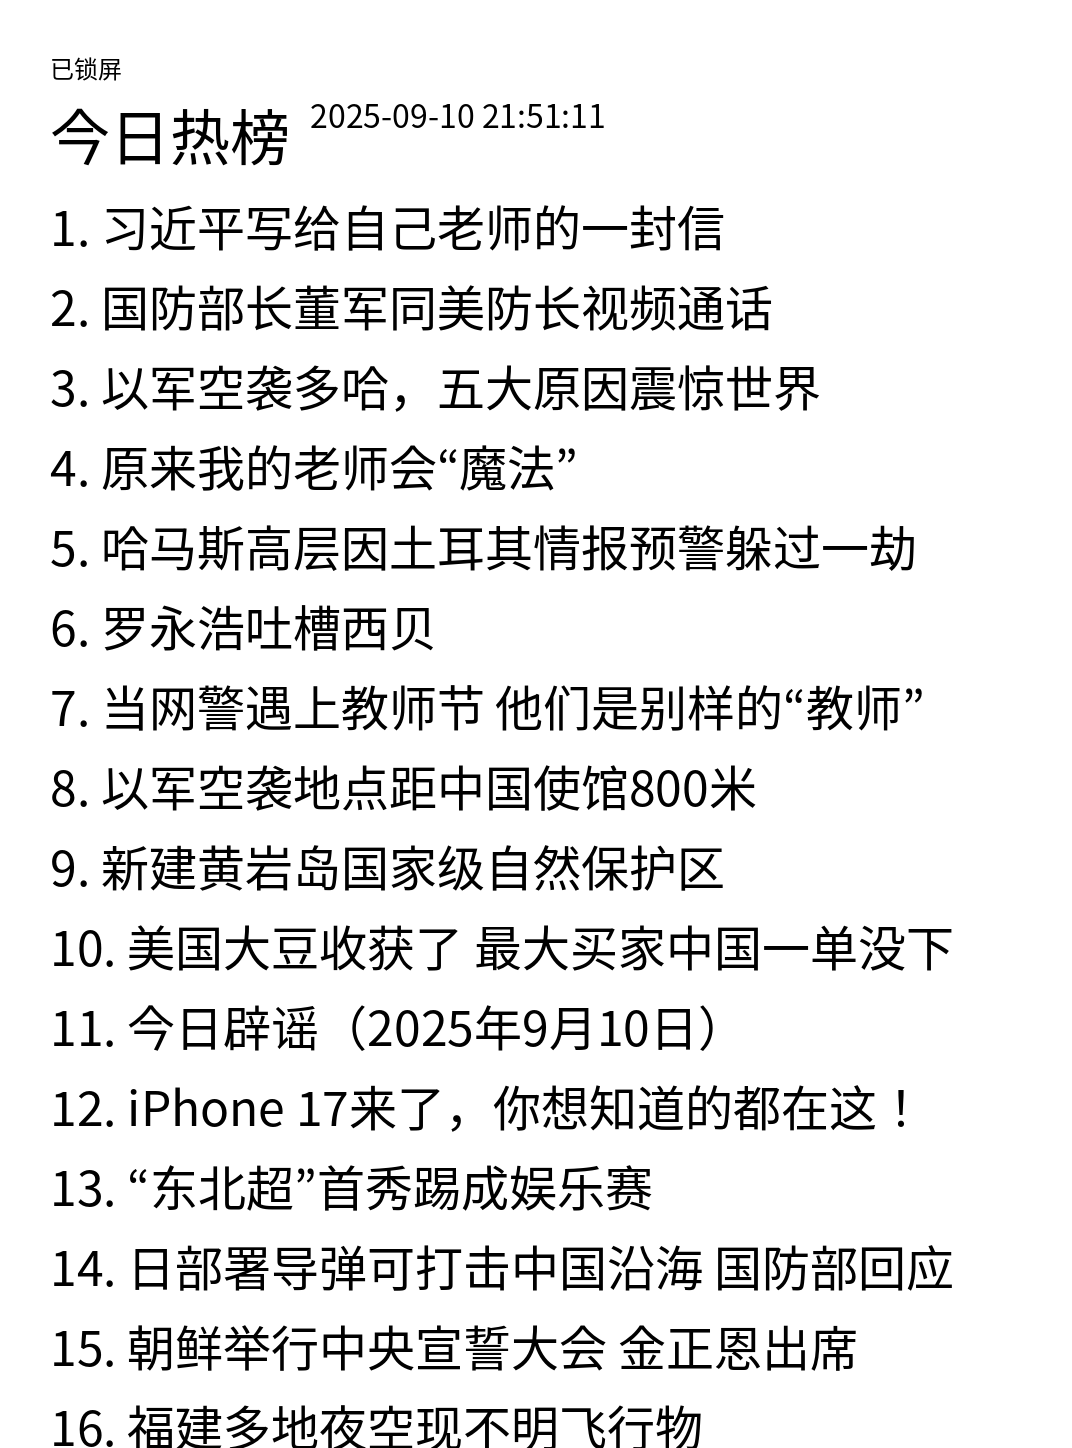 已锁屏
今日热榜 2025-09-10 21:51:11
1. 习近平写给自己老师的一封信
2. 国防部长董军同美防长视频通话
3. 以军空袭多哈，五大原因震惊世界
4. 原来我的老师会“魔法”
5. 哈马斯高层因土耳其情报预警躲过一劫
6. 罗永浩吐槽西贝
7. 当网警遇上教师节 他们是别样的“教师”
8. 以军空袭地点距中国使馆800米
9. 新建黄岩岛国家级自然保护区
10. 美国大豆收获了 最大买家中国一单没下
11. 今日辟谣（2025年9月10日）
12. iPhone 17来了，你想知道的都在这！
13. “东北超”首秀踢成娱乐赛
14. 日部署导弹可打击中国沿海 国防部回应
15. 朝鲜举行中央宣誓大会 金正恩出席
16. 福建多地夜空现不明飞行物